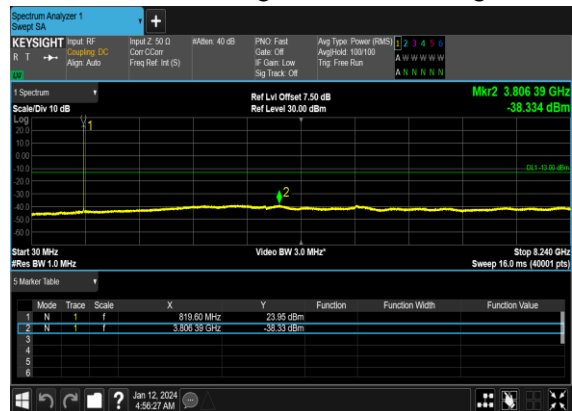 Spectrum Analyzer 1
Swept SA
+
KEYSIGHT Input: RF Input Z: 50 Ω #Atten: 40 dB PNO: Fast Avg Type: Power (RMS) 1 2 3 4 5 6
R T Coupling: DC Corr CCorr Gate: Off Avg|Hold: 100/100 A W W W W W
Align: Auto Freq Ref: Int (S) IF Gain: Low Trig: Free Run
LXI Sig Track: Off A N N N N N
1 Spectrum Ref Lvl Offset 7.50 dB Mkr2 3.806 39 GHz
Scale/Div 10 dB Ref Level 30.00 dBm -38.334 dBm
Log
1
20.0
10.0
0.00
-10.0 DL1 -13.00 dBm
-20.0
-30.0 2
-40.0
-50.0
-60.0
Start 30 MHz Video BW 3.0 MHz* Stop 8.240 GHz
#Res BW 1.0 MHz Sweep 16.0 ms (40001 pts)
5 Marker Table
Mode Trace Scale X Y Function Function Width Function Value
1 N 1 f 819.60 MHz 23.95 dBm
2 N 1 f 3.806 39 GHz -38.33 dBm
3
4
5
6
? Jan 12, 2024
4:56:27 AM